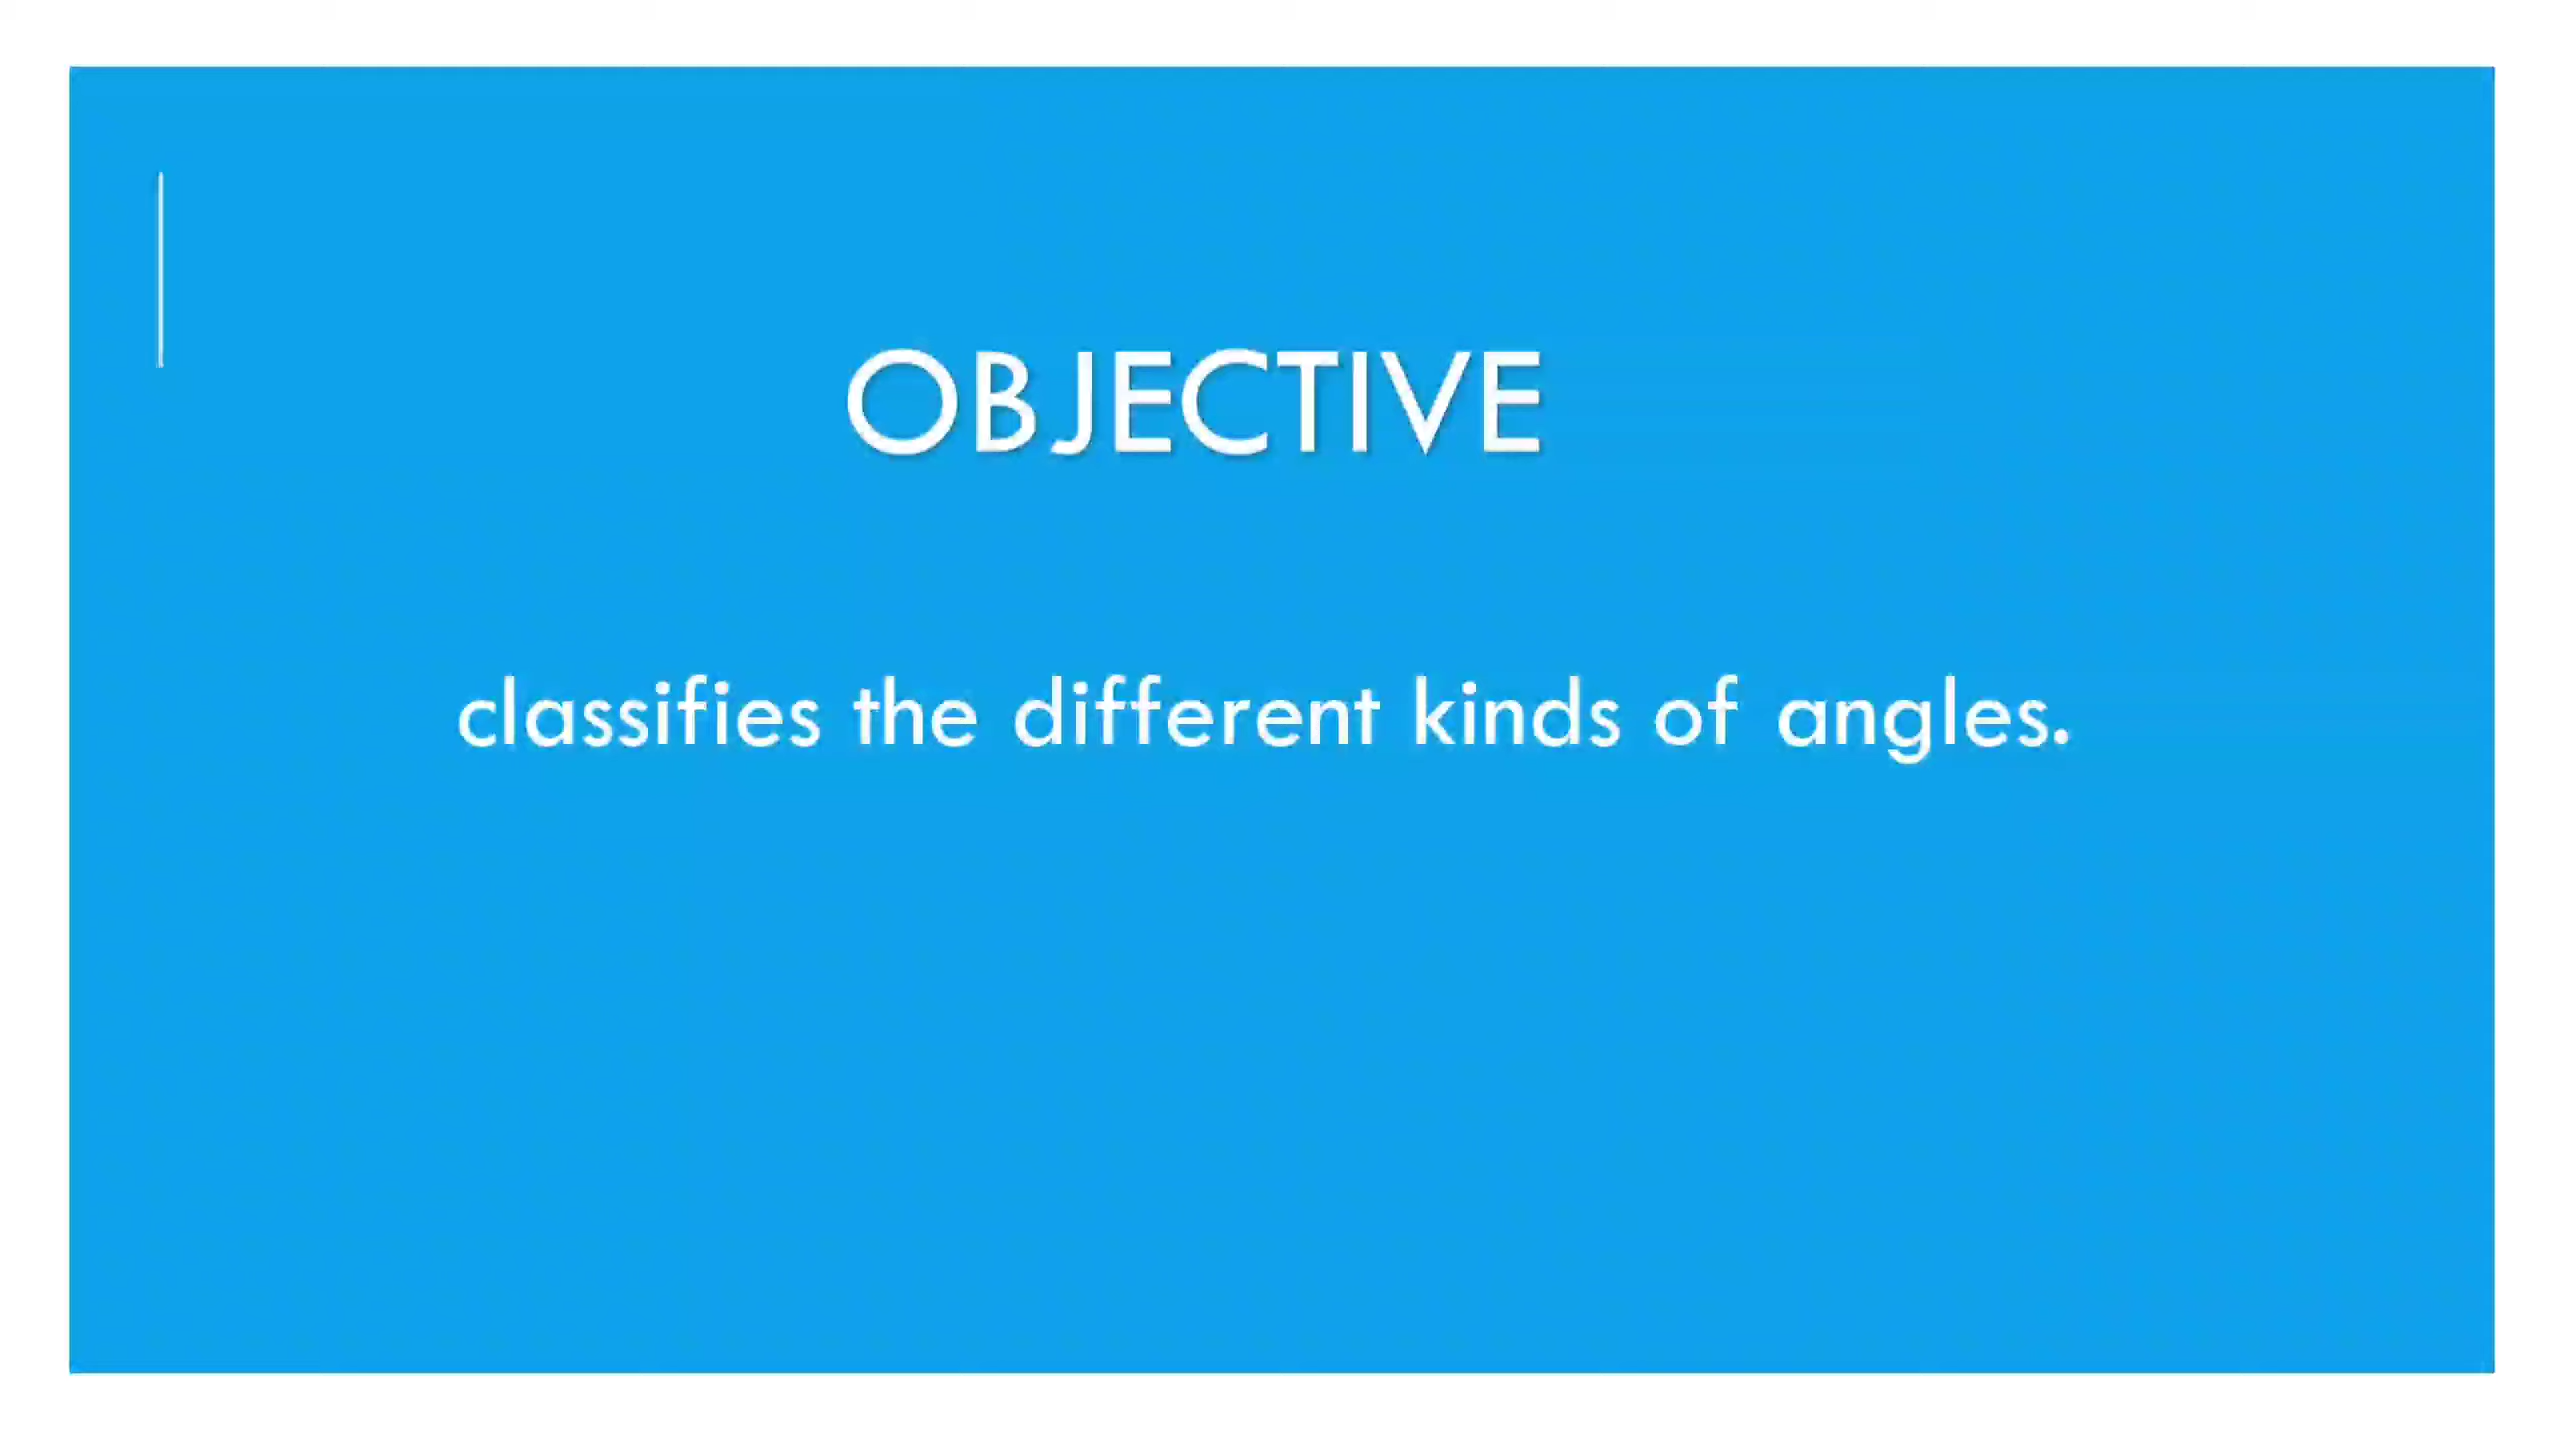 OBJECTIVE
classifies the different kinds of angles.